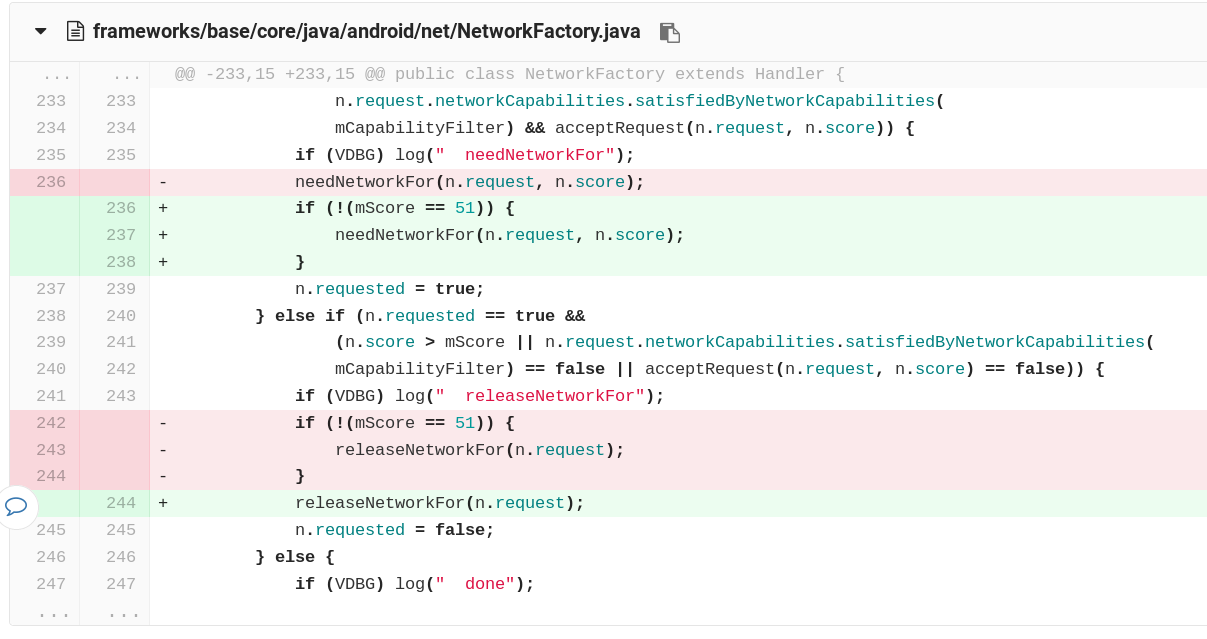 frameworks/base/core/java/android/net/NetworkFactory.java
... ... @@ -233,15 +233,15 @@ public class NetworkFactory extends Handler {
233 233 n.request.networkCapabilities.satisfiedByNetworkCapabilities(
234 234 mCapabilityFilter) && acceptRequest(n.request, n.score)) {
235 235 if (VDBG) log("  needNetworkFor");
236 - needNetworkFor(n.request, n.score);
236 + if (!(mScore == 51)) {
237 + needNetworkFor(n.request, n.score);
238 + }
237 239 n.requested = true;
238 240 } else if (n.requested == true &&
239 241 (n.score > mScore || n.request.networkCapabilities.satisfiedByNetworkCapabilities(
240 242 mCapabilityFilter) == false || acceptRequest(n.request, n.score) == false)) {
241 243 if (VDBG) log("  releaseNetworkFor");
242 - if (!(mScore == 51)) {
243 - releaseNetworkFor(n.request);
244 - }
244 + releaseNetworkFor(n.request);
245 245 n.requested = false;
246 246 } else {
247 247 if (VDBG) log("  done");
... ...